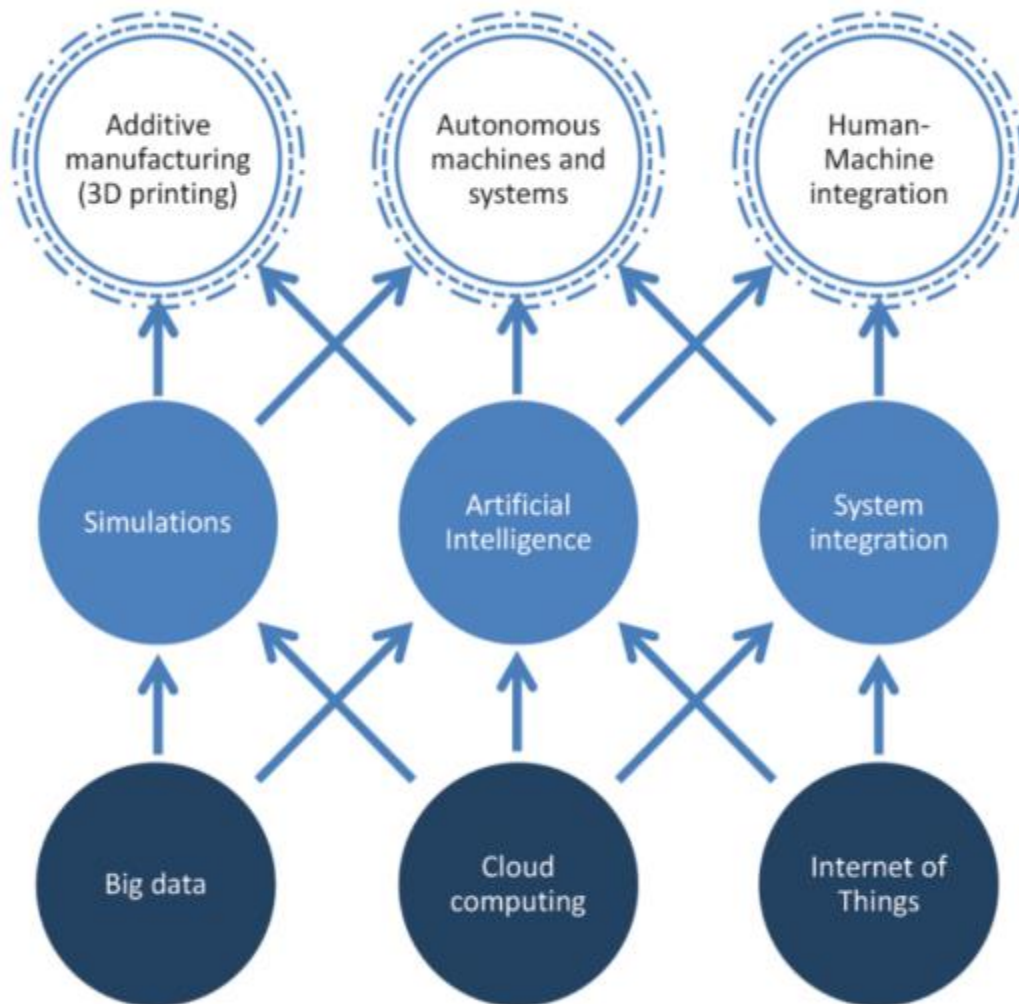 Additive
manufacturing
(3D printing)
Autonomous
machines and
systems
Human-
Machine
integration
Simulations
Artificial
Intelligence
System
integration
Big data
Cloud
computing
Internet of
Things